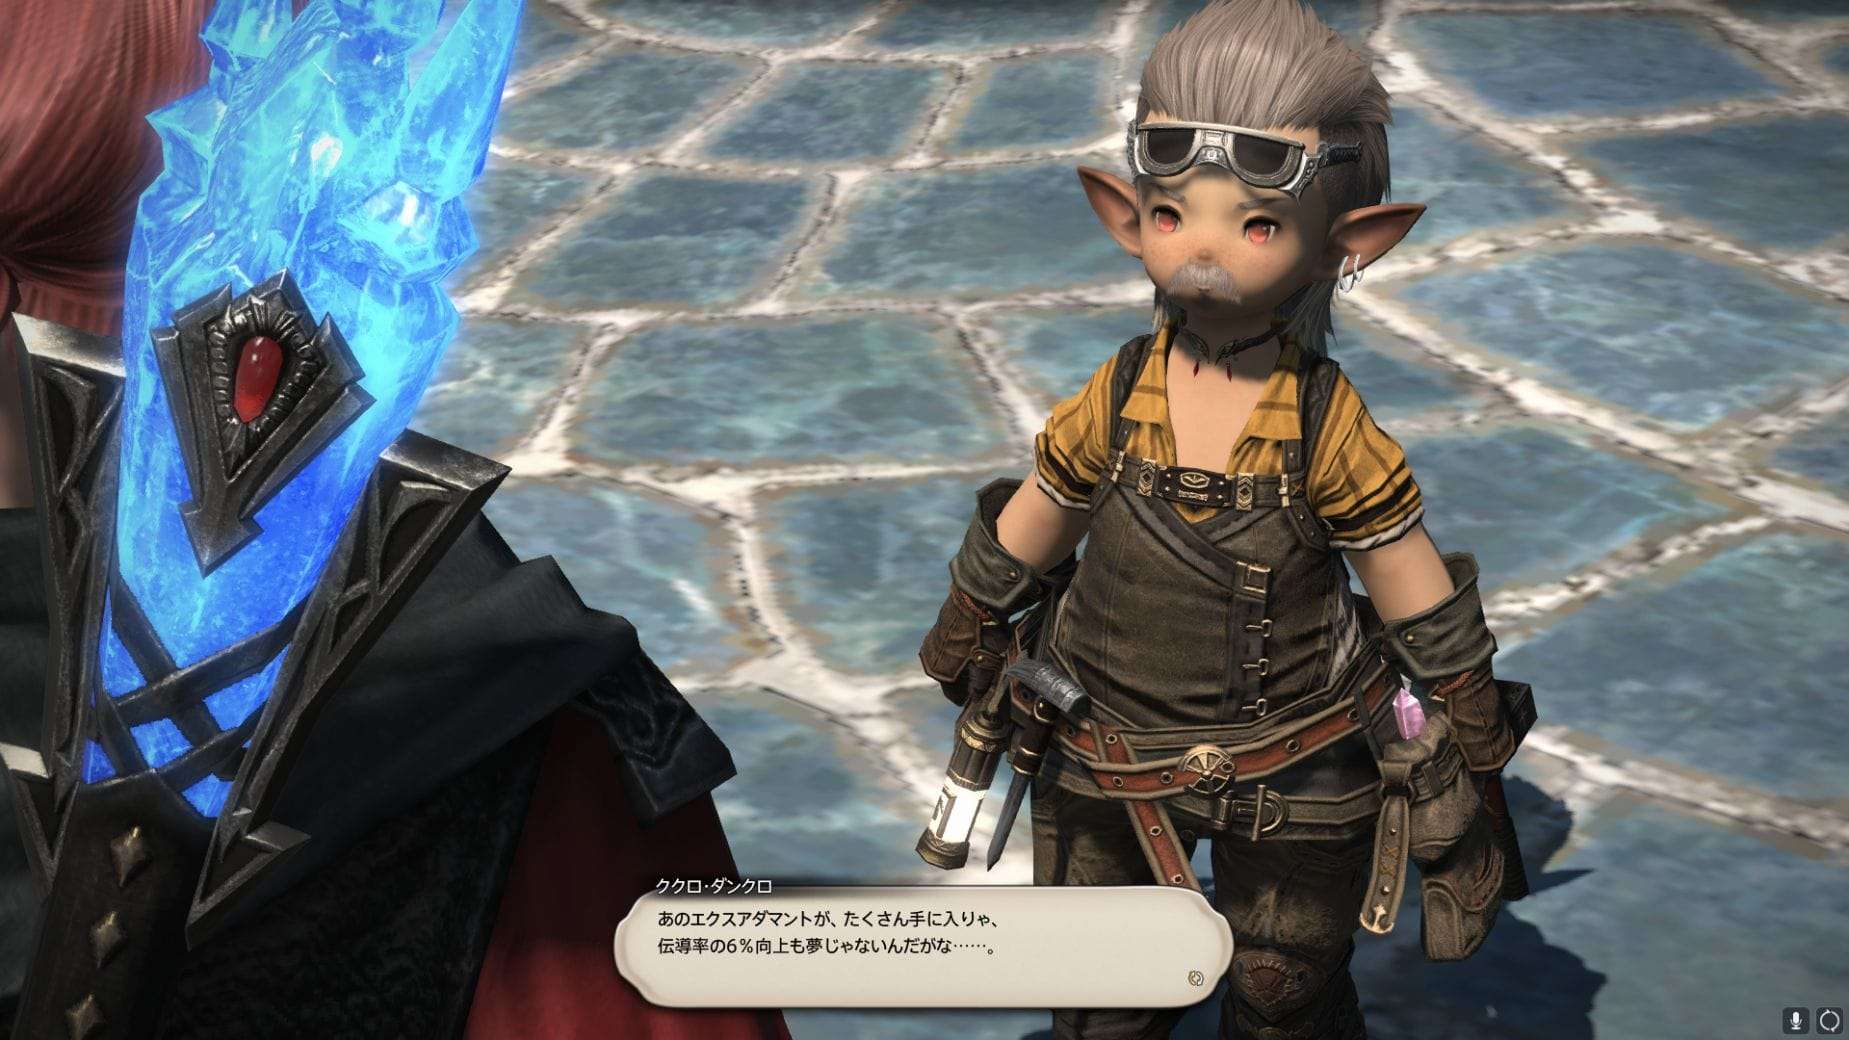 ククロ・ダンクロ
あのエクスアダマントが、たくさん手に入りゃ、
伝導率の6％向上も夢じゃないんだがな……。